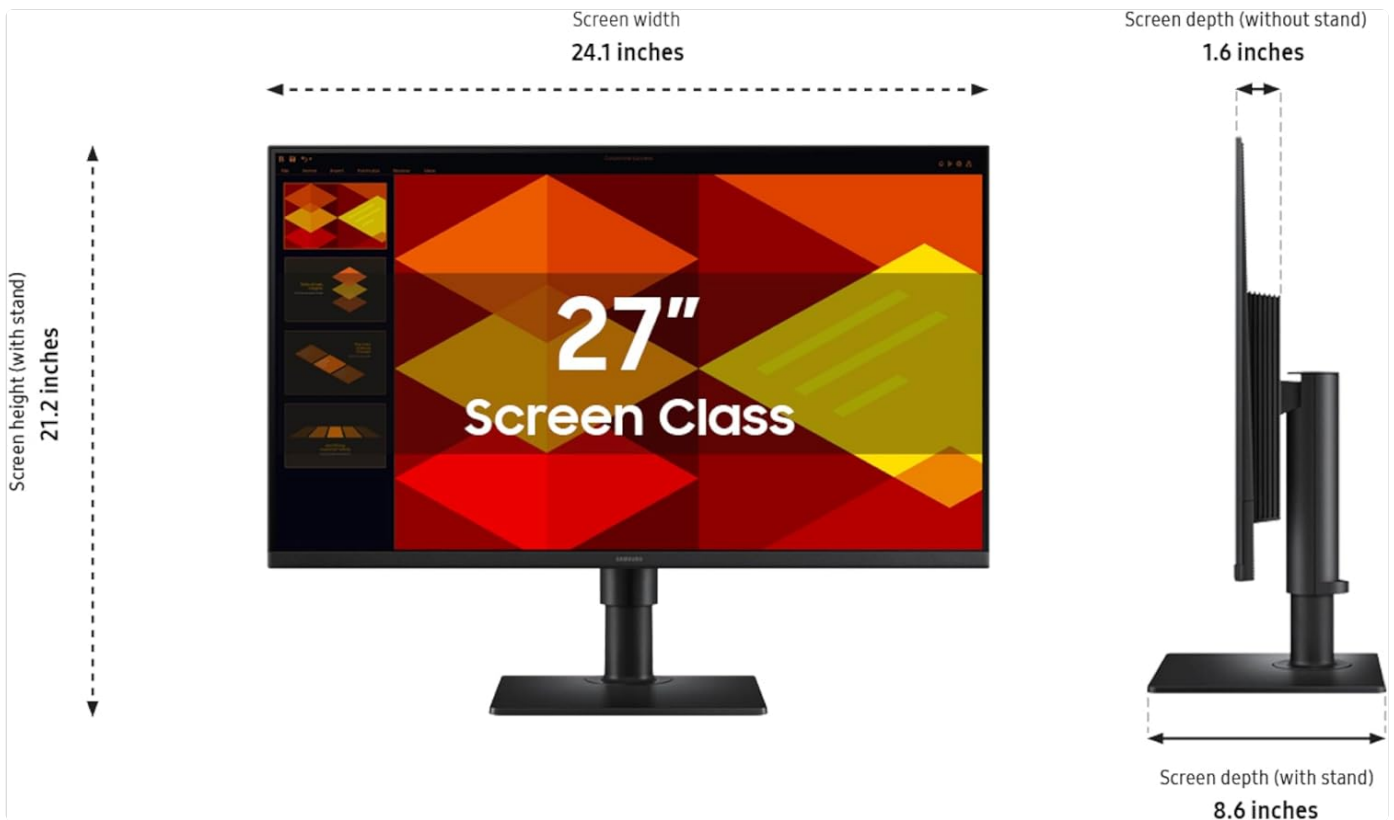 Screen width
24.1 inches
Screen depth (without stand)
1.6 inches
Screen height (with stand)
21.2 inches
27”
Screen Class
SAMSUNG
Screen depth (with stand)
8.6 inches